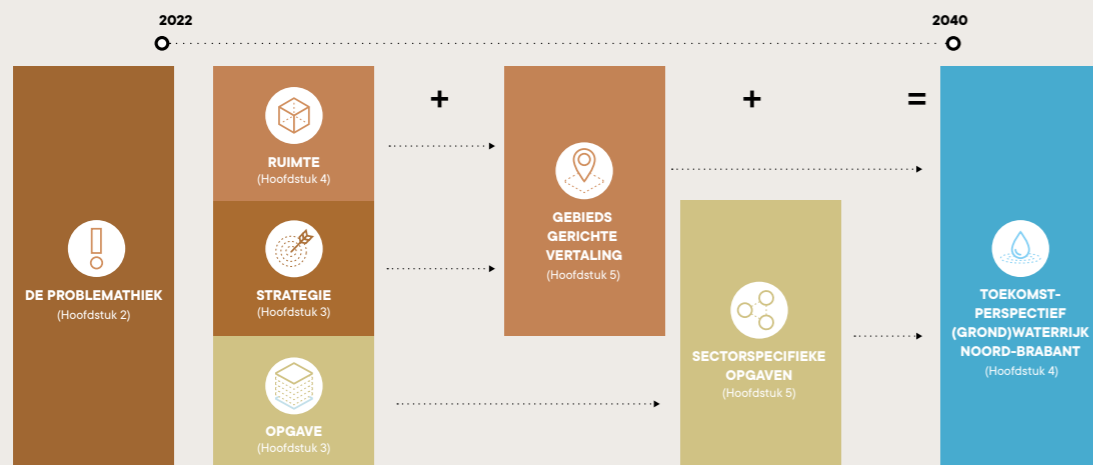 2022
2040
+
+
=
DE PROBLEMATHIEK
(Hoofdstuk 2)
RUIMTE
(Hoofdstuk 4)
STRATEGIE
(Hoofdstuk 3)
OPGAVE
(Hoofdstuk 3)
GEBIEDS
GERICHTE
VERTALING
(Hoofdstuk 5)
SECTORSPECIFIEKE
OPGAVEN
(Hoofdstuk 5)
TOEKOMST-
PERSPECTIEF
(GROND)WATERRIJK
NOORD-BRABANT
(Hoofdstuk 4)